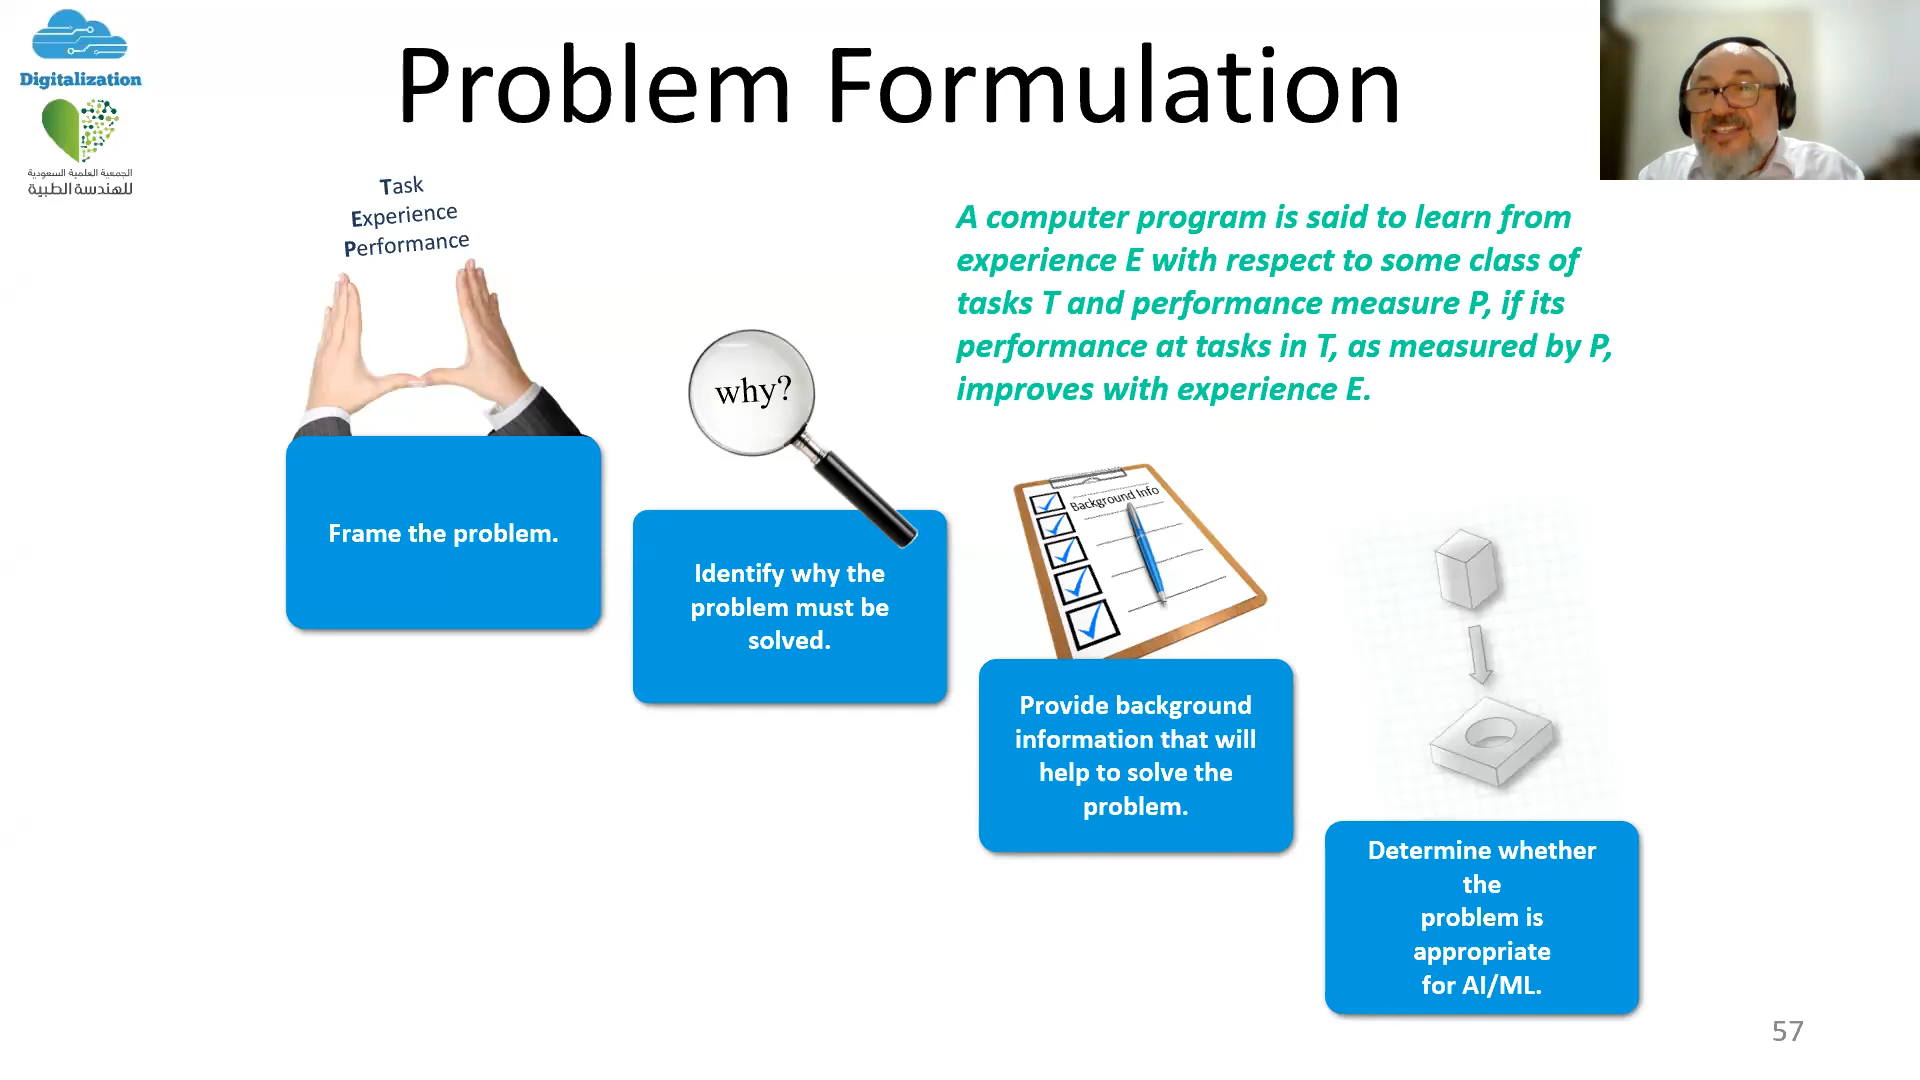 Digitalization
الجمعية العلمية السعودية
للهندسة الطبية
Problem Formulation
Task
Experience
Performance
A computer program is said to learn from
experience E with respect to some class of
tasks T and performance measure P, if its
performance at tasks in T, as measured by P,
improves with experience E.
why?
Background Info
Frame the problem.
Identify why the
problem must be
solved.
Provide background
information that will
help to solve the
problem.
Determine whether
the
problem is
appropriate
for AI/ML.
57